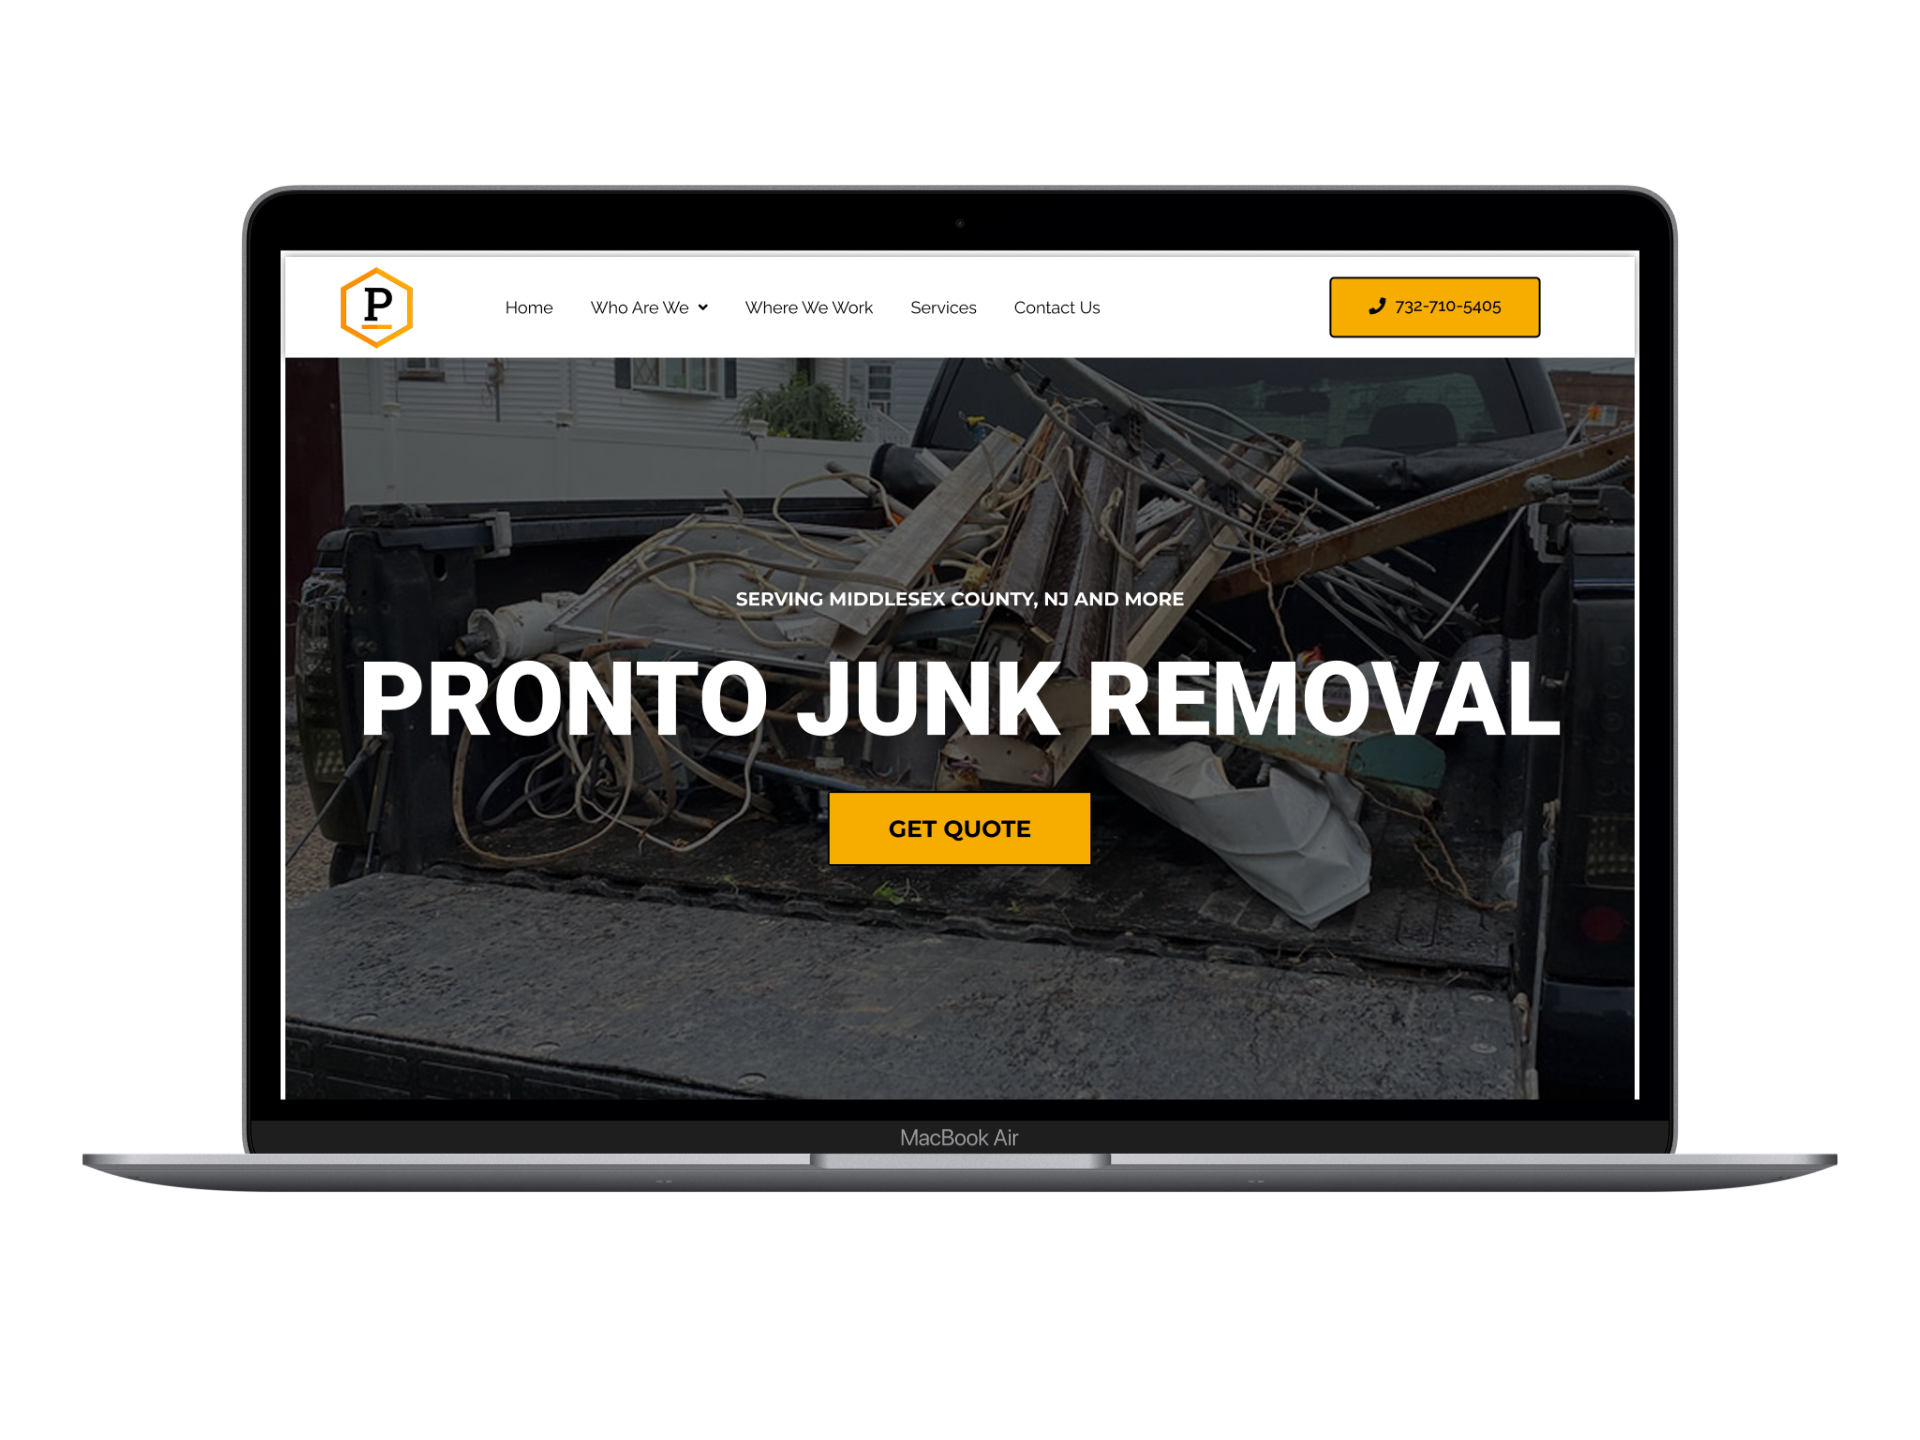 P
Home Who Are We Where We Work Services Contact Us 732-710-5405
SERVING MIDDLESEX COUNTY, NJ AND MORE
PRONTO JUNK REMOVAL
GET QUOTE
MacBook Air